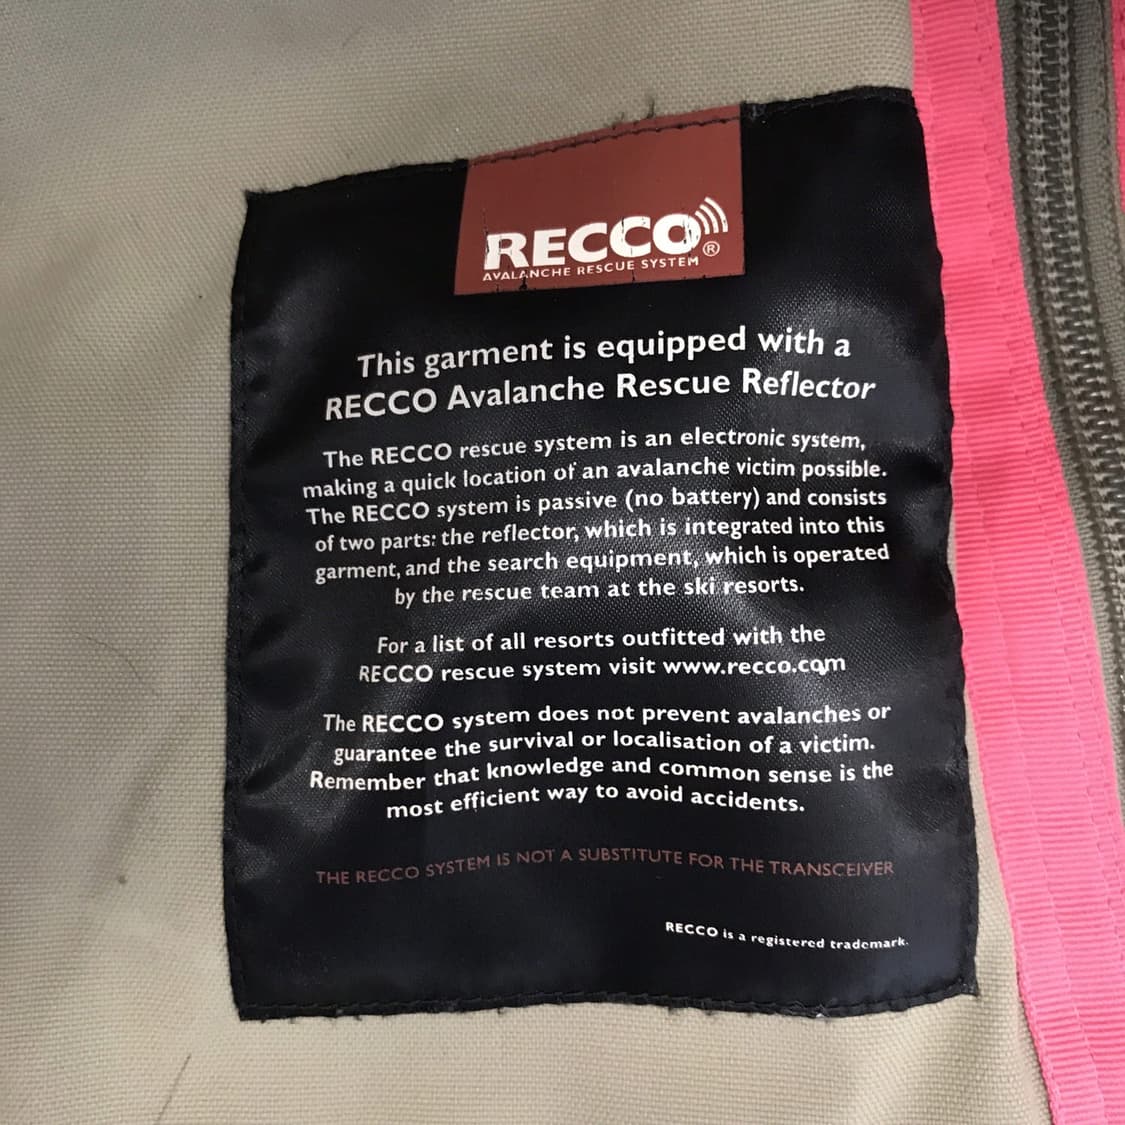 RECCO®
AVALANCHE RESCUE SYSTEM
This garment is equipped with a
RECCO Avalanche Rescue Reflector
The RECCO rescue system is an electronic system,
making a quick location of an avalanche victim possible.
The RECCO system is passive (no battery) and consists
of two parts: the reflector, which is integrated into this
garment, and the search equipment, which is operated
by the rescue team at the ski resorts.
For a list of all resorts outfitted with the
RECCO rescue system visit www.recco.com
The RECCO system does not prevent avalanches or
guarantee the survival or localisation of a victim.
Remember that knowledge and common sense is the
most efficient way to avoid accidents.
THE RECCO SYSTEM IS NOT A SUBSTITUTE FOR THE TRANSCEIVER
RECCO is a registered trademark.